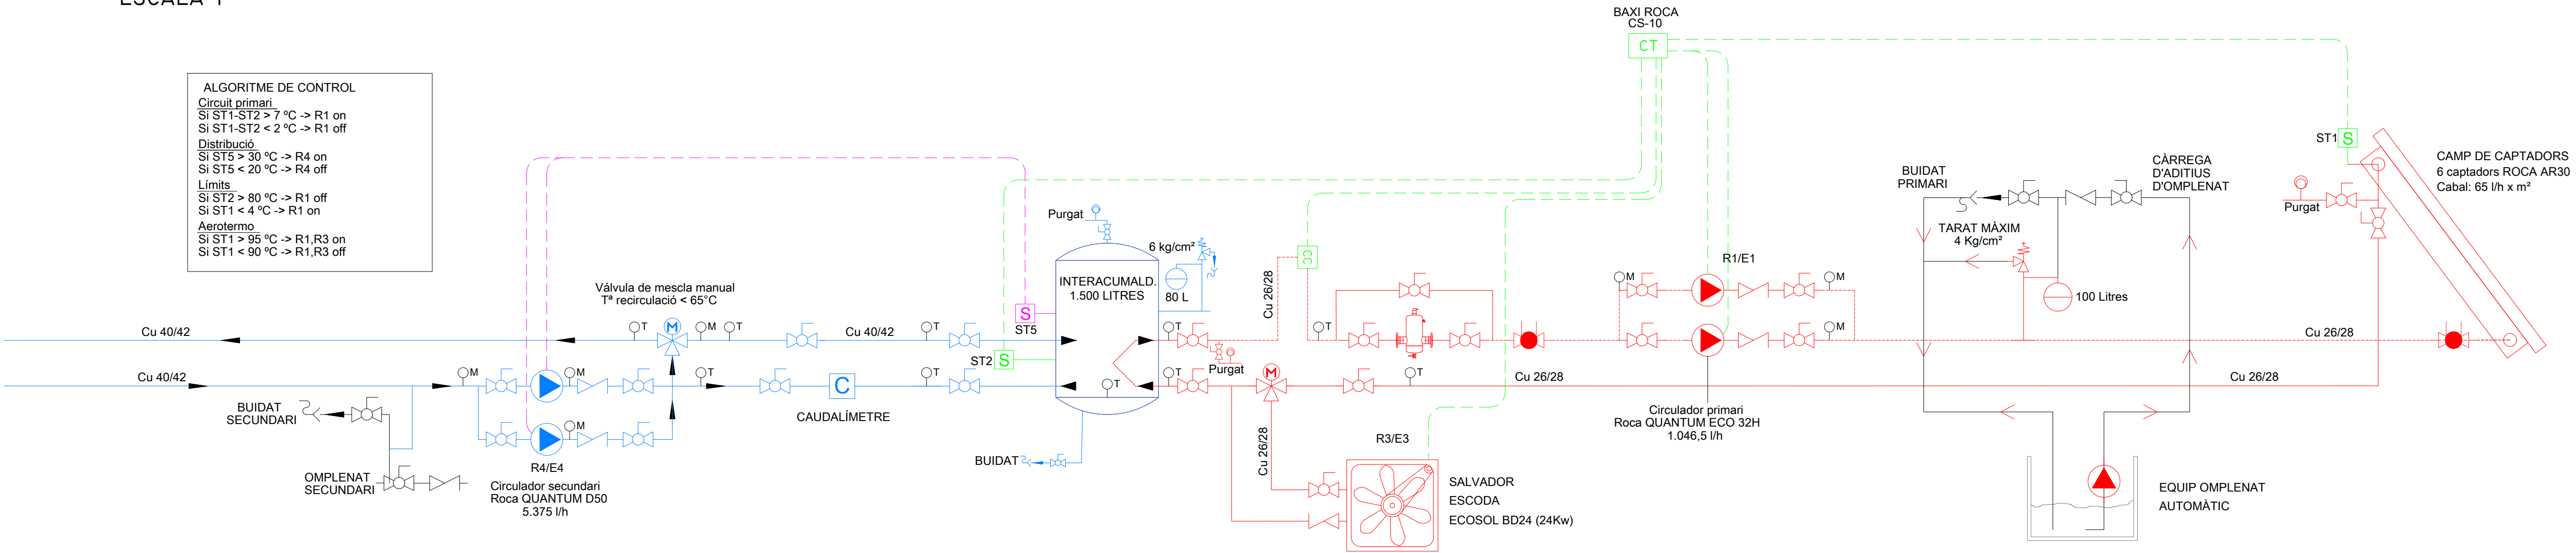 ESCALA 1
ALGORITME DE CONTROL
Circuit primari
Si ST1-ST2 > 7 ºC -> R1 on
Si ST1-ST2 < 2 ºC -> R1 off
Distribució
Si ST5 > 30 ºC -> R4 on
Si ST5 < 20 ºC -> R4 off
Límits
Si ST2 > 80 ºC -> R1 off
Si ST1 < 4 ºC -> R1 on
Aerotermo
Si ST1 > 95 ºC -> R1,R3 on
Si ST1 < 90 ºC -> R1,R3 off
BAXI ROCA
CS-10
CT
ST1
S
CAMP DE CAPTADORS
6 captadors ROCA AR30
Cabal: 65 l/h x m²
Purgat
BUIDAT
PRIMARI
CÀRREGA
D'ADITIUS
D'OMPLENAT
TARAT MÀXIM
4 Kg/cm²
100 Litres
Cu 26/28
Cu 26/28
EQUIP OMPLENAT
AUTOMÀTIC
R1/E1
M
M
M
Circulador primari
Roca QUANTUM ECO 32H
1.046,5 l/h
Cu 26/28
CC
Cu 26/28
T
T
T
T
Purgat
M
Cu 26/28
R3/E3
SALVADOR
ESCODA
ECOSOL BD24 (24Kw)
Purgat
6 kg/cm²
80 L
INTERACUMALD.
1.500 LITRES
T
BUIDAT
S
ST5
ST2
S
Válvula de mescla manual
Tª recirculació < 65°C
M
T
M
T
Cu 40/42
T
T
C
CAUDALÍMETRE
T
Cu 40/42
Cu 40/42
M
M
M
R4/E4
Circulador secundari
Roca QUANTUM D50
5.375 l/h
BUIDAT
SECUNDARI
OMPLENAT
SECUNDARI